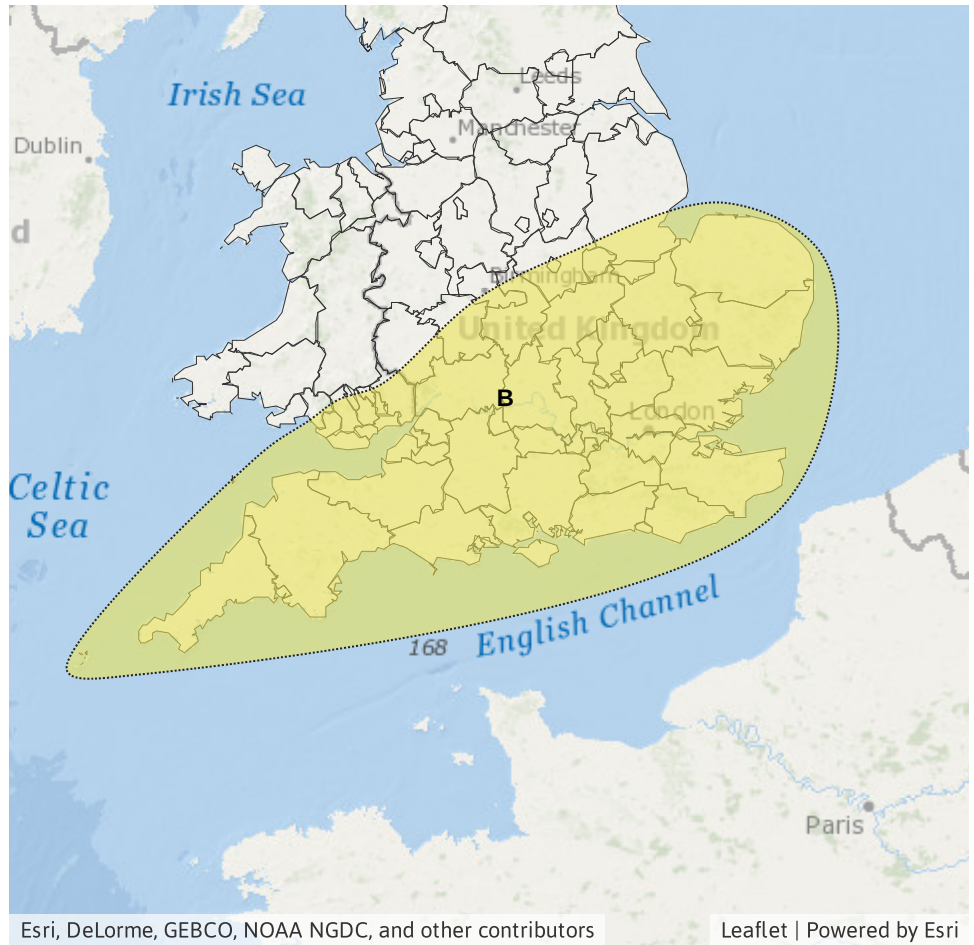 Leeds
Irish Sea
Manchester
Dublin
d
Birmingham
United Kingdom
B
London
Celtic
Sea
English Channel
168
Paris
Esri, DeLorme, GEBCO, NOAA NGDC, and other contributors
Leaflet | Powered by Esri